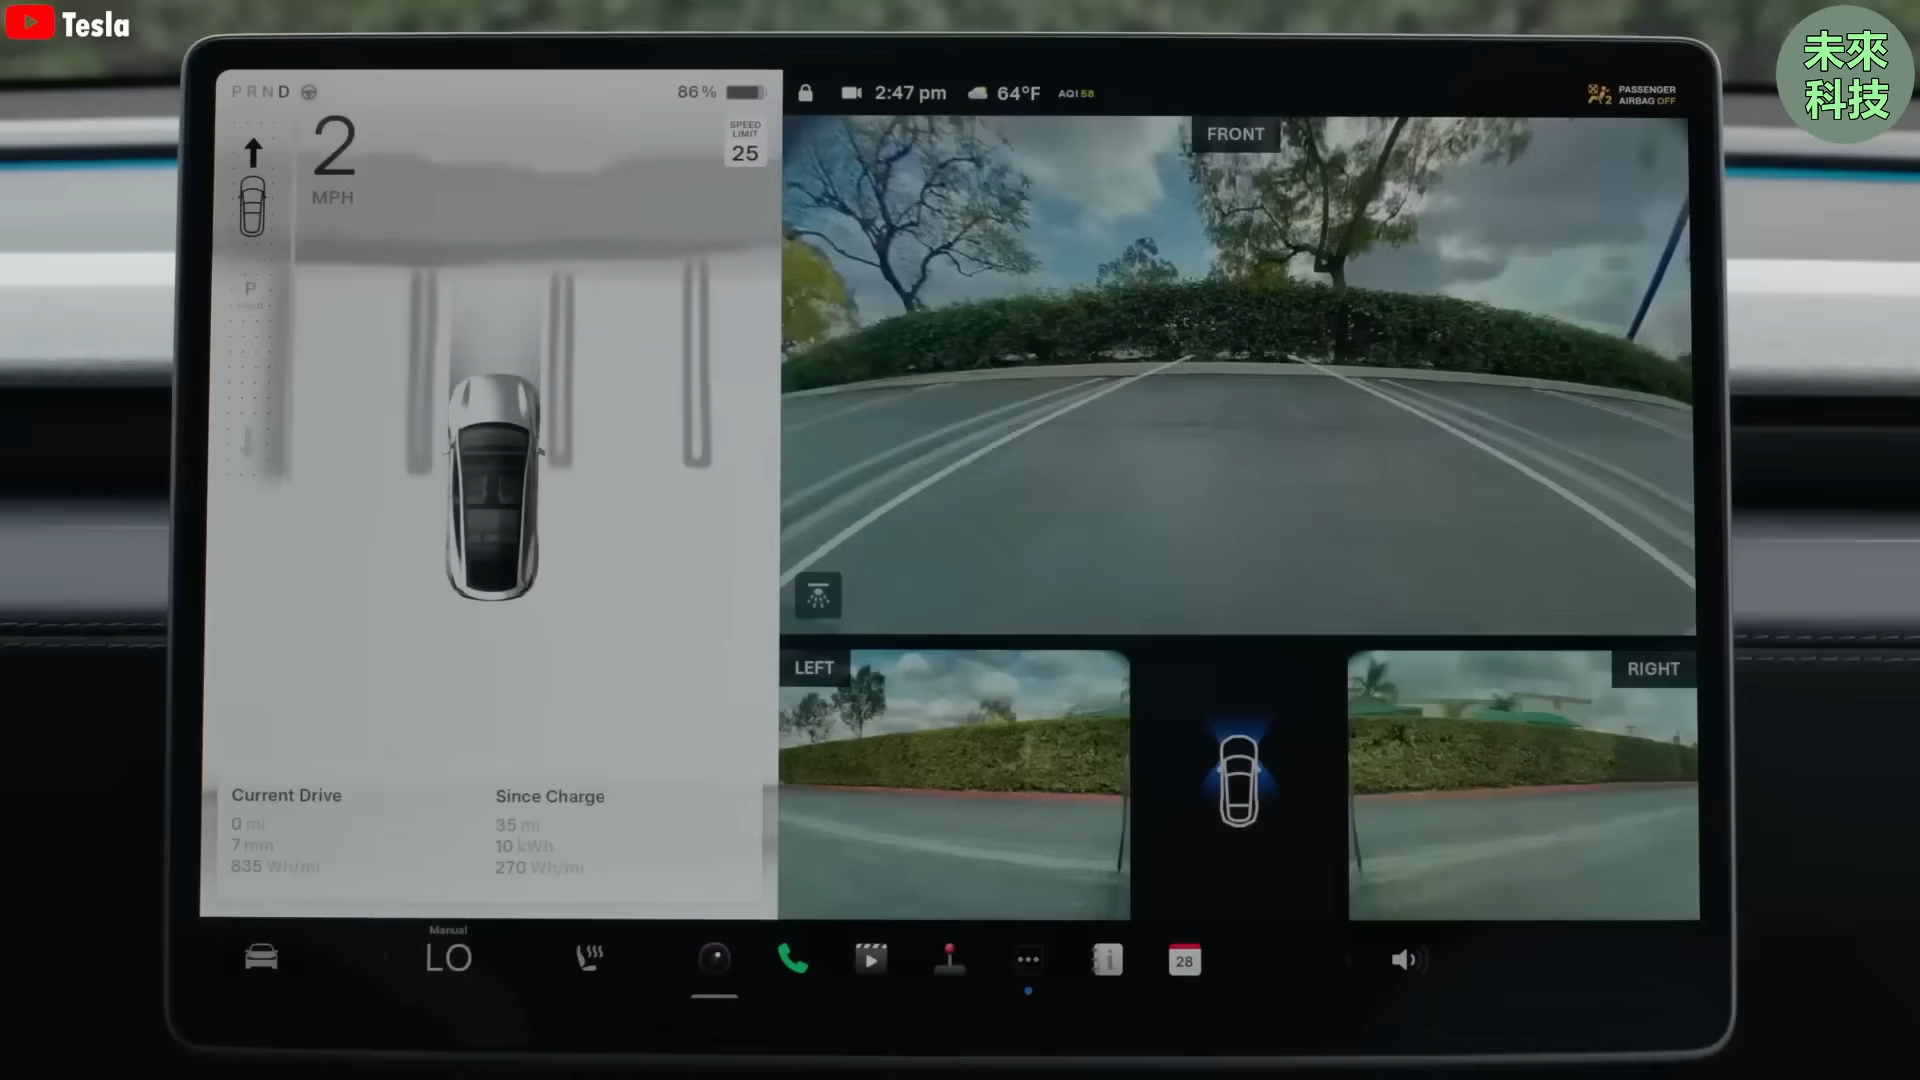 Tesla
未來
科技
PRND
86%
2:47 pm
64°F
AQI 58
PASSENGER
AIRBAG OFF
2
MPH
SPEED
LIMIT
25
FRONT
P
LEFT
RIGHT
Current Drive
0 mi
7 min
835 Wh/mi
Since Charge
35 mi
10 kWh
270 Wh/mi
Manual
LO
28